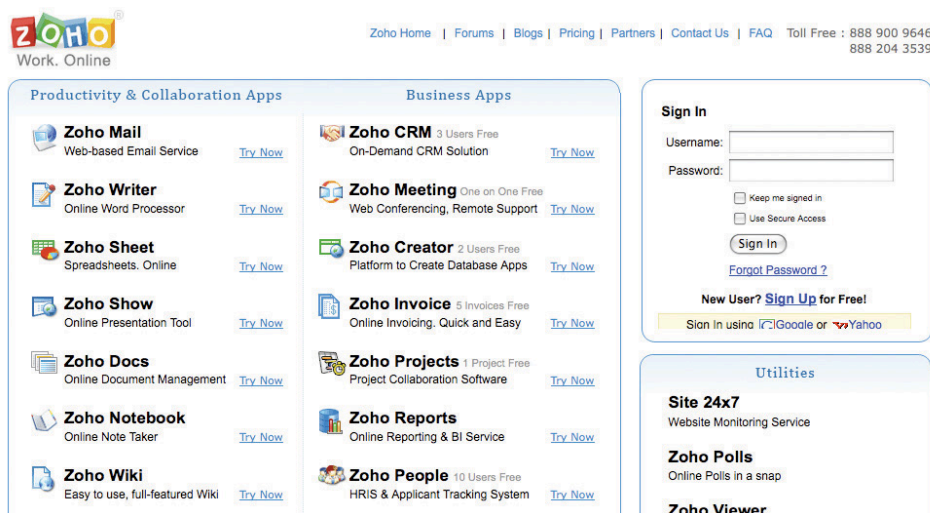 ZOHO®
Work. Online
Zoho Home | Forums | Blogs | Pricing | Partners | Contact Us | FAQ Toll Free : 888 900 9646
888 204 3539
Productivity & Collaboration Apps
Zoho Mail
Web-based Email Service Try Now
Zoho Writer
Online Word Processor Try Now
Zoho Sheet
Spreadsheets. Online Try Now
Zoho Show
Online Presentation Tool Try Now
Zoho Docs
Online Document Management Try Now
Zoho Notebook
Online Note Taker Try Now
Zoho Wiki
Easy to use, full-featured Wiki Try Now
Business Apps
Zoho CRM 3 Users Free
On-Demand CRM Solution Try Now
Zoho Meeting One on One Free
Web Conferencing, Remote Support Try Now
Zoho Creator 2 Users Free
Platform to Create Database Apps Try Now
Zoho Invoice 5 Invoices Free
Online Invoicing. Quick and Easy Try Now
Zoho Projects 1 Project Free
Project Collaboration Software Try Now
Zoho Reports
Online Reporting & BI Service Try Now
Zoho People 10 Users Free
HRIS & Applicant Tracking System Try Now
Sign In
Username:
Password:
Keep me signed in
Use Secure Access
Sign In
Forgot Password ?
New User? Sign Up for Free!
Sign In using Google or Yahoo
Utilities
Site 24x7
Website Monitoring Service
Zoho Polls
Online Polls in a snap
Zoho Viewer